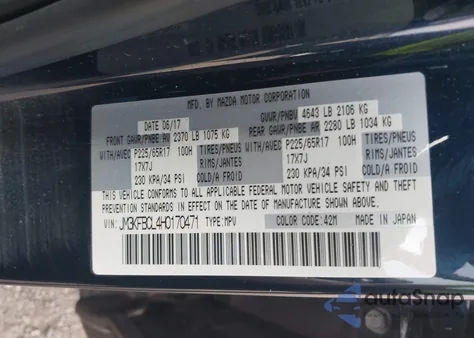 MFD. BY MAZDA MOTOR CORPORATION
DATE 06/17 GVWR/PNBV 4643 LB 2106 KG
FRONT GAWR/PNBE AV 2370 LB 1075 KG REAR GAWR/PNBE AR 2280 LB 1034 KG
WITH/AVEC P225/65R17 100H TIRES/PNEUS WITH/AVEC P225/65R17 100H TIRES/PNEUS
17X7J RIMS/JANTES 17X7J RIMS/JANTES
230 KPA/34 PSI COLD/A FROID 230 KPA/34 PSI COLD/A FROID
THIS VEHICLE CONFORMS TO ALL APPLICABLE FEDERAL MOTOR VEHICLE SAFETY AND THEFT
PREVENTION STANDARDS IN EFFECT ON THE DATE OF MANUFACTURE SHOWN ABOVE.
VIN: JM3KFBCL4H0170471 TYPE: MPV COLOR CODE: 42M MADE IN JAPAN
autoSnap